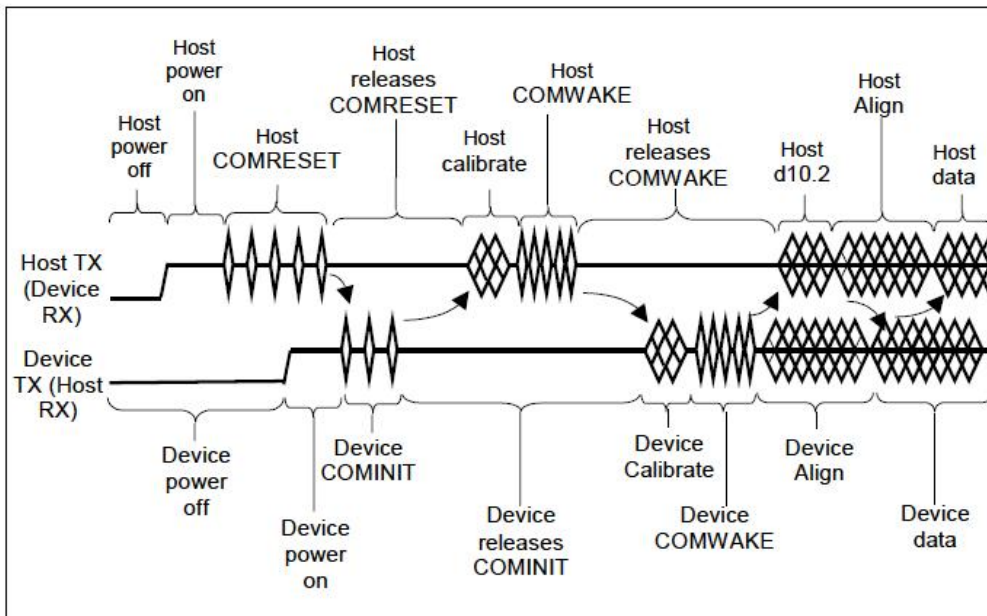 Host
power
off
Host
power
on
Host
COMRESET
Host
releases
COMRESET
Host
calibrate
Host
COMWAKE
Host
releases
COMWAKE
Host
d10.2
Host
Align
Host
data
Host TX
(Device
RX)
Device
TX (Host
RX)
Device
power
off
Device
power
on
Device
COMINIT
Device
releases
COMINIT
Device
Calibrate
Device
COMWAKE
Device
Align
Device
data